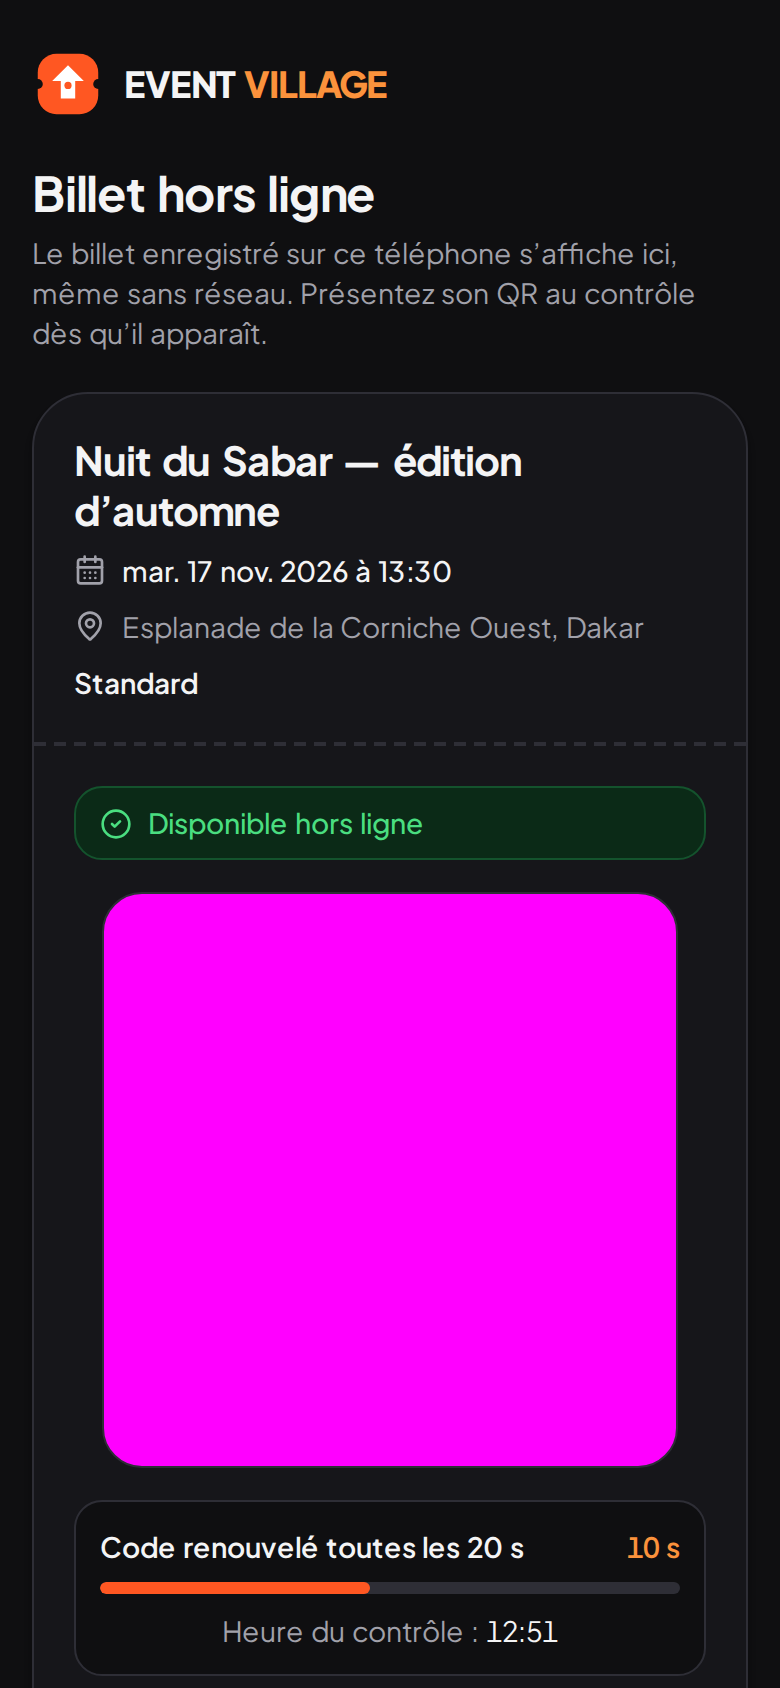 EVENT VILLAGE
Billet hors ligne
Le billet enregistré sur ce téléphone s’affiche ici,
même sans réseau. Présentez son QR au contrôle
dès qu’il apparaît.
Nuit du Sabar — édition
d’automne
mar. 17 nov. 2026 à 13:30
Esplanade de la Corniche Ouest, Dakar
Standard
Disponible hors ligne
Code renouvelé toutes les 20 s 10 s
Heure du contrôle : 12:51